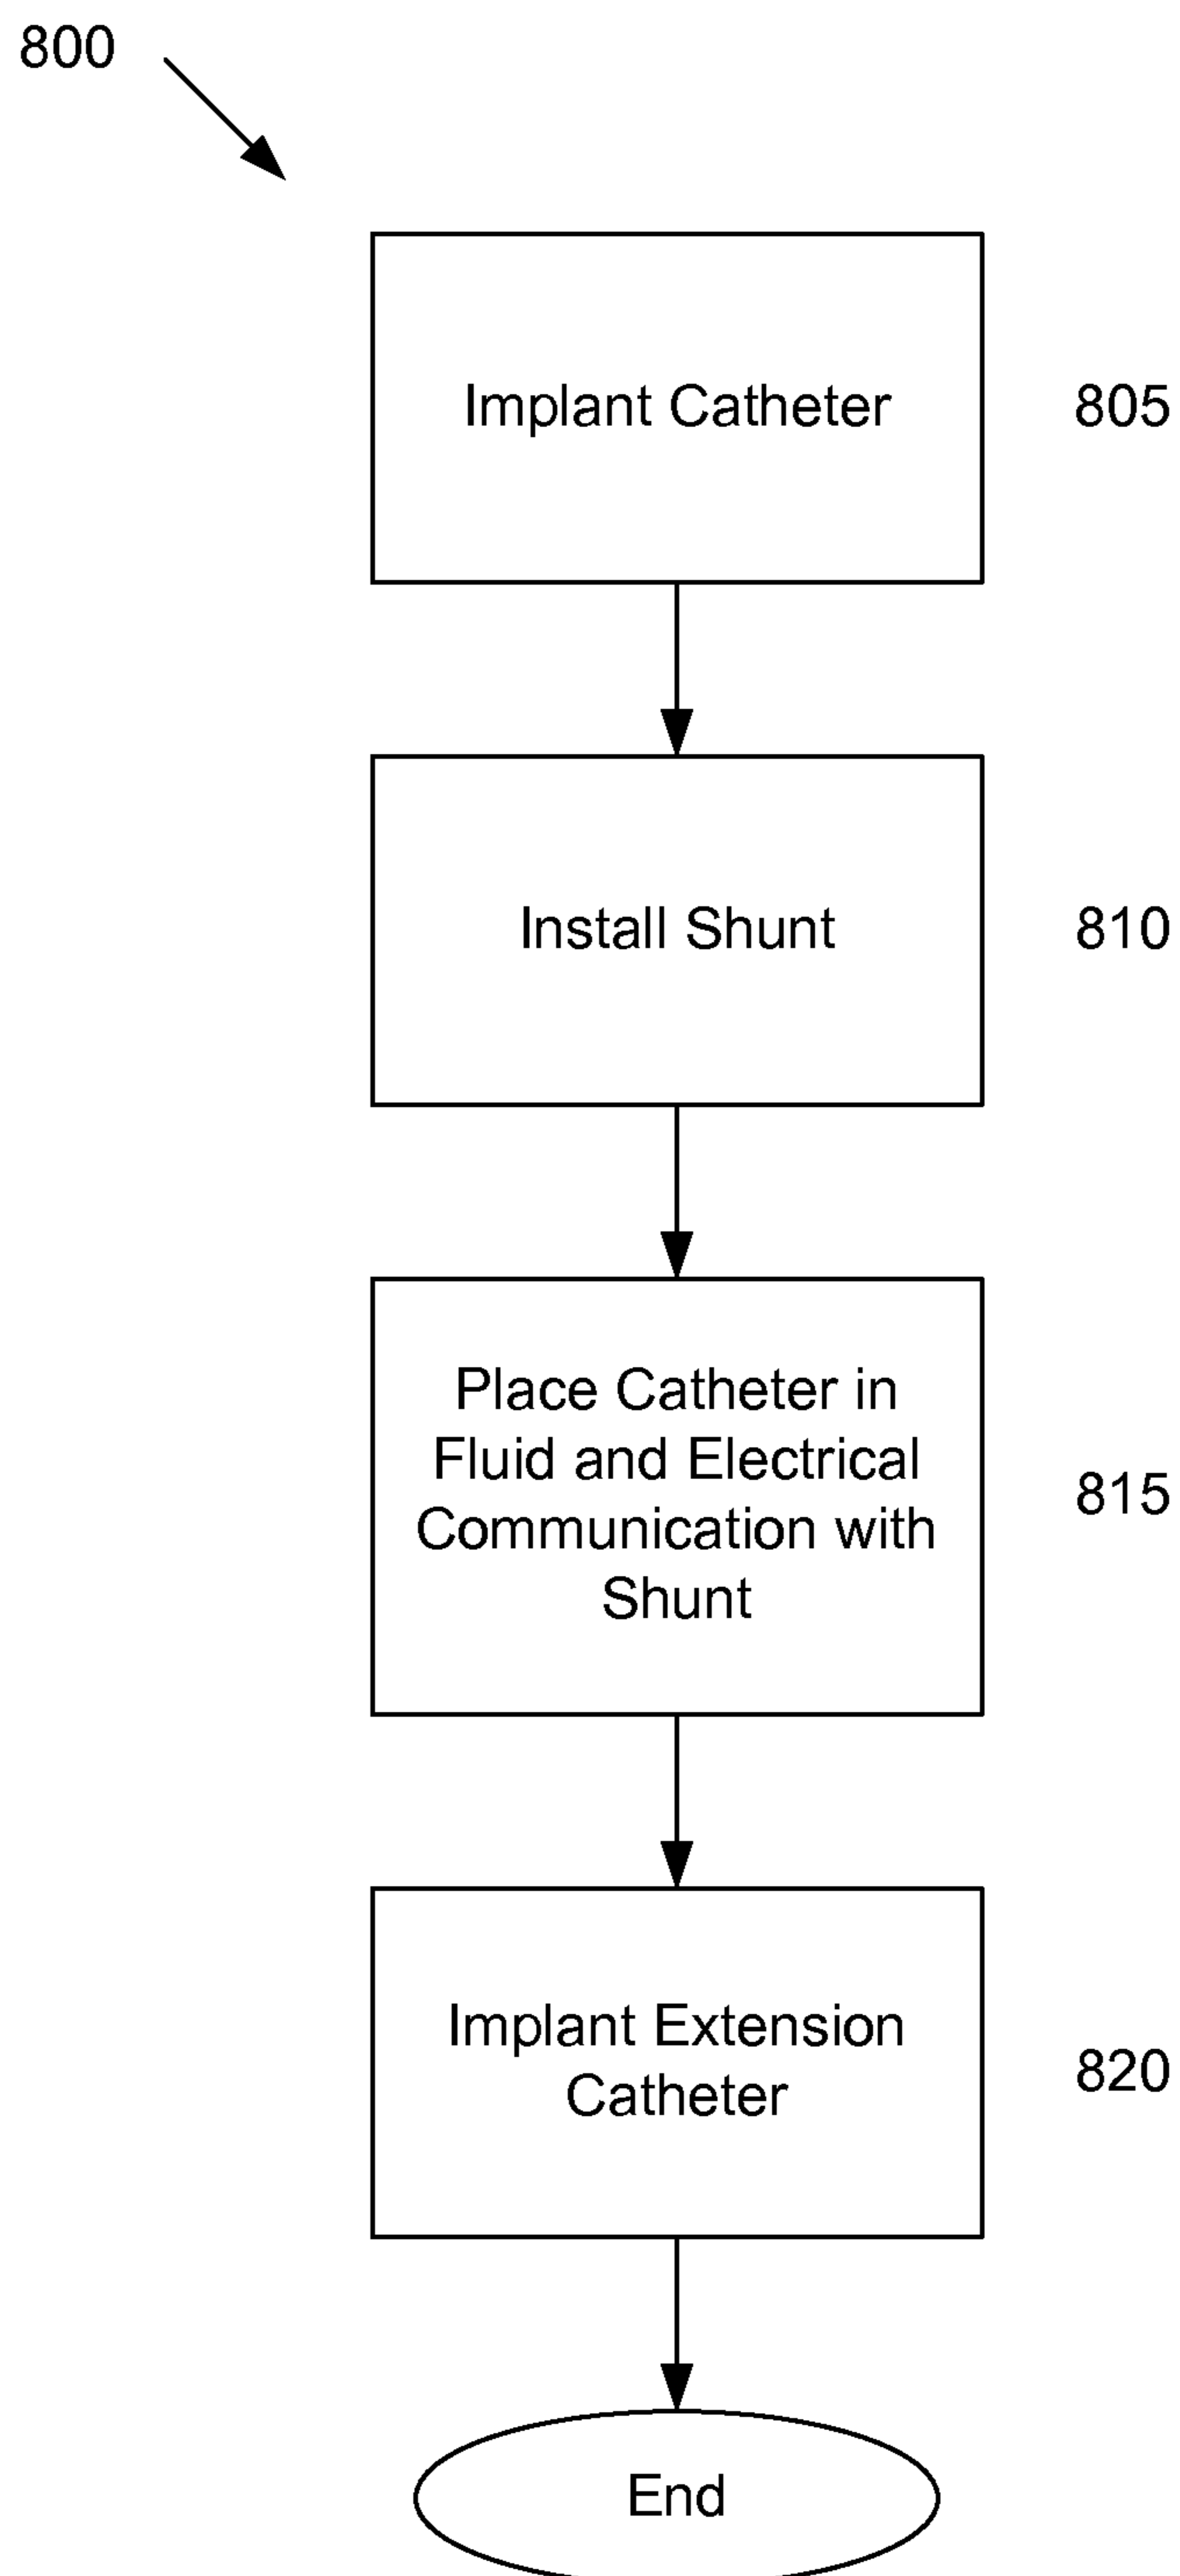 800
Implant Catheter
805
Install Shunt
810
Place Catheter in
Fluid and Electrical
Communication with
Shunt
815
Implant Extension
Catheter
820
End